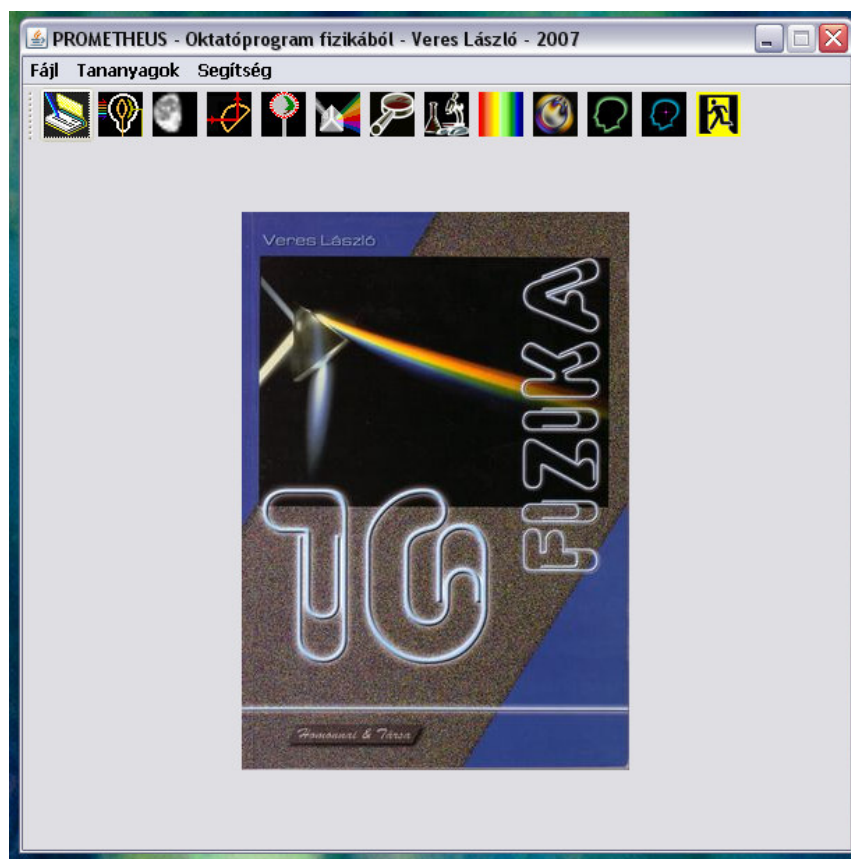 PROMETHEUS - Oktatóprogram fizikából - Veres László - 2007
Fájl Tananyagok Segítség
Veres László
FIZIKA
10
Homonnai & Társa